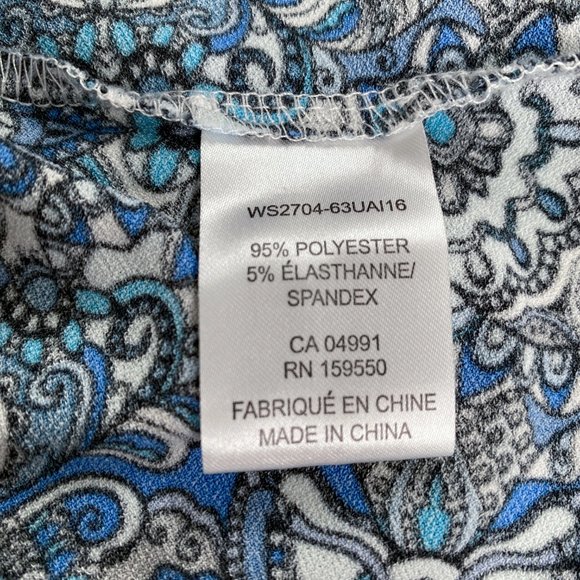 WS2704-63UAI16
95% POLYESTER
5% ÉLASTHANNE/
SPANDEX
CA 04991
RN 159550
FABRIQUÉ EN CHINE
MADE IN CHINA